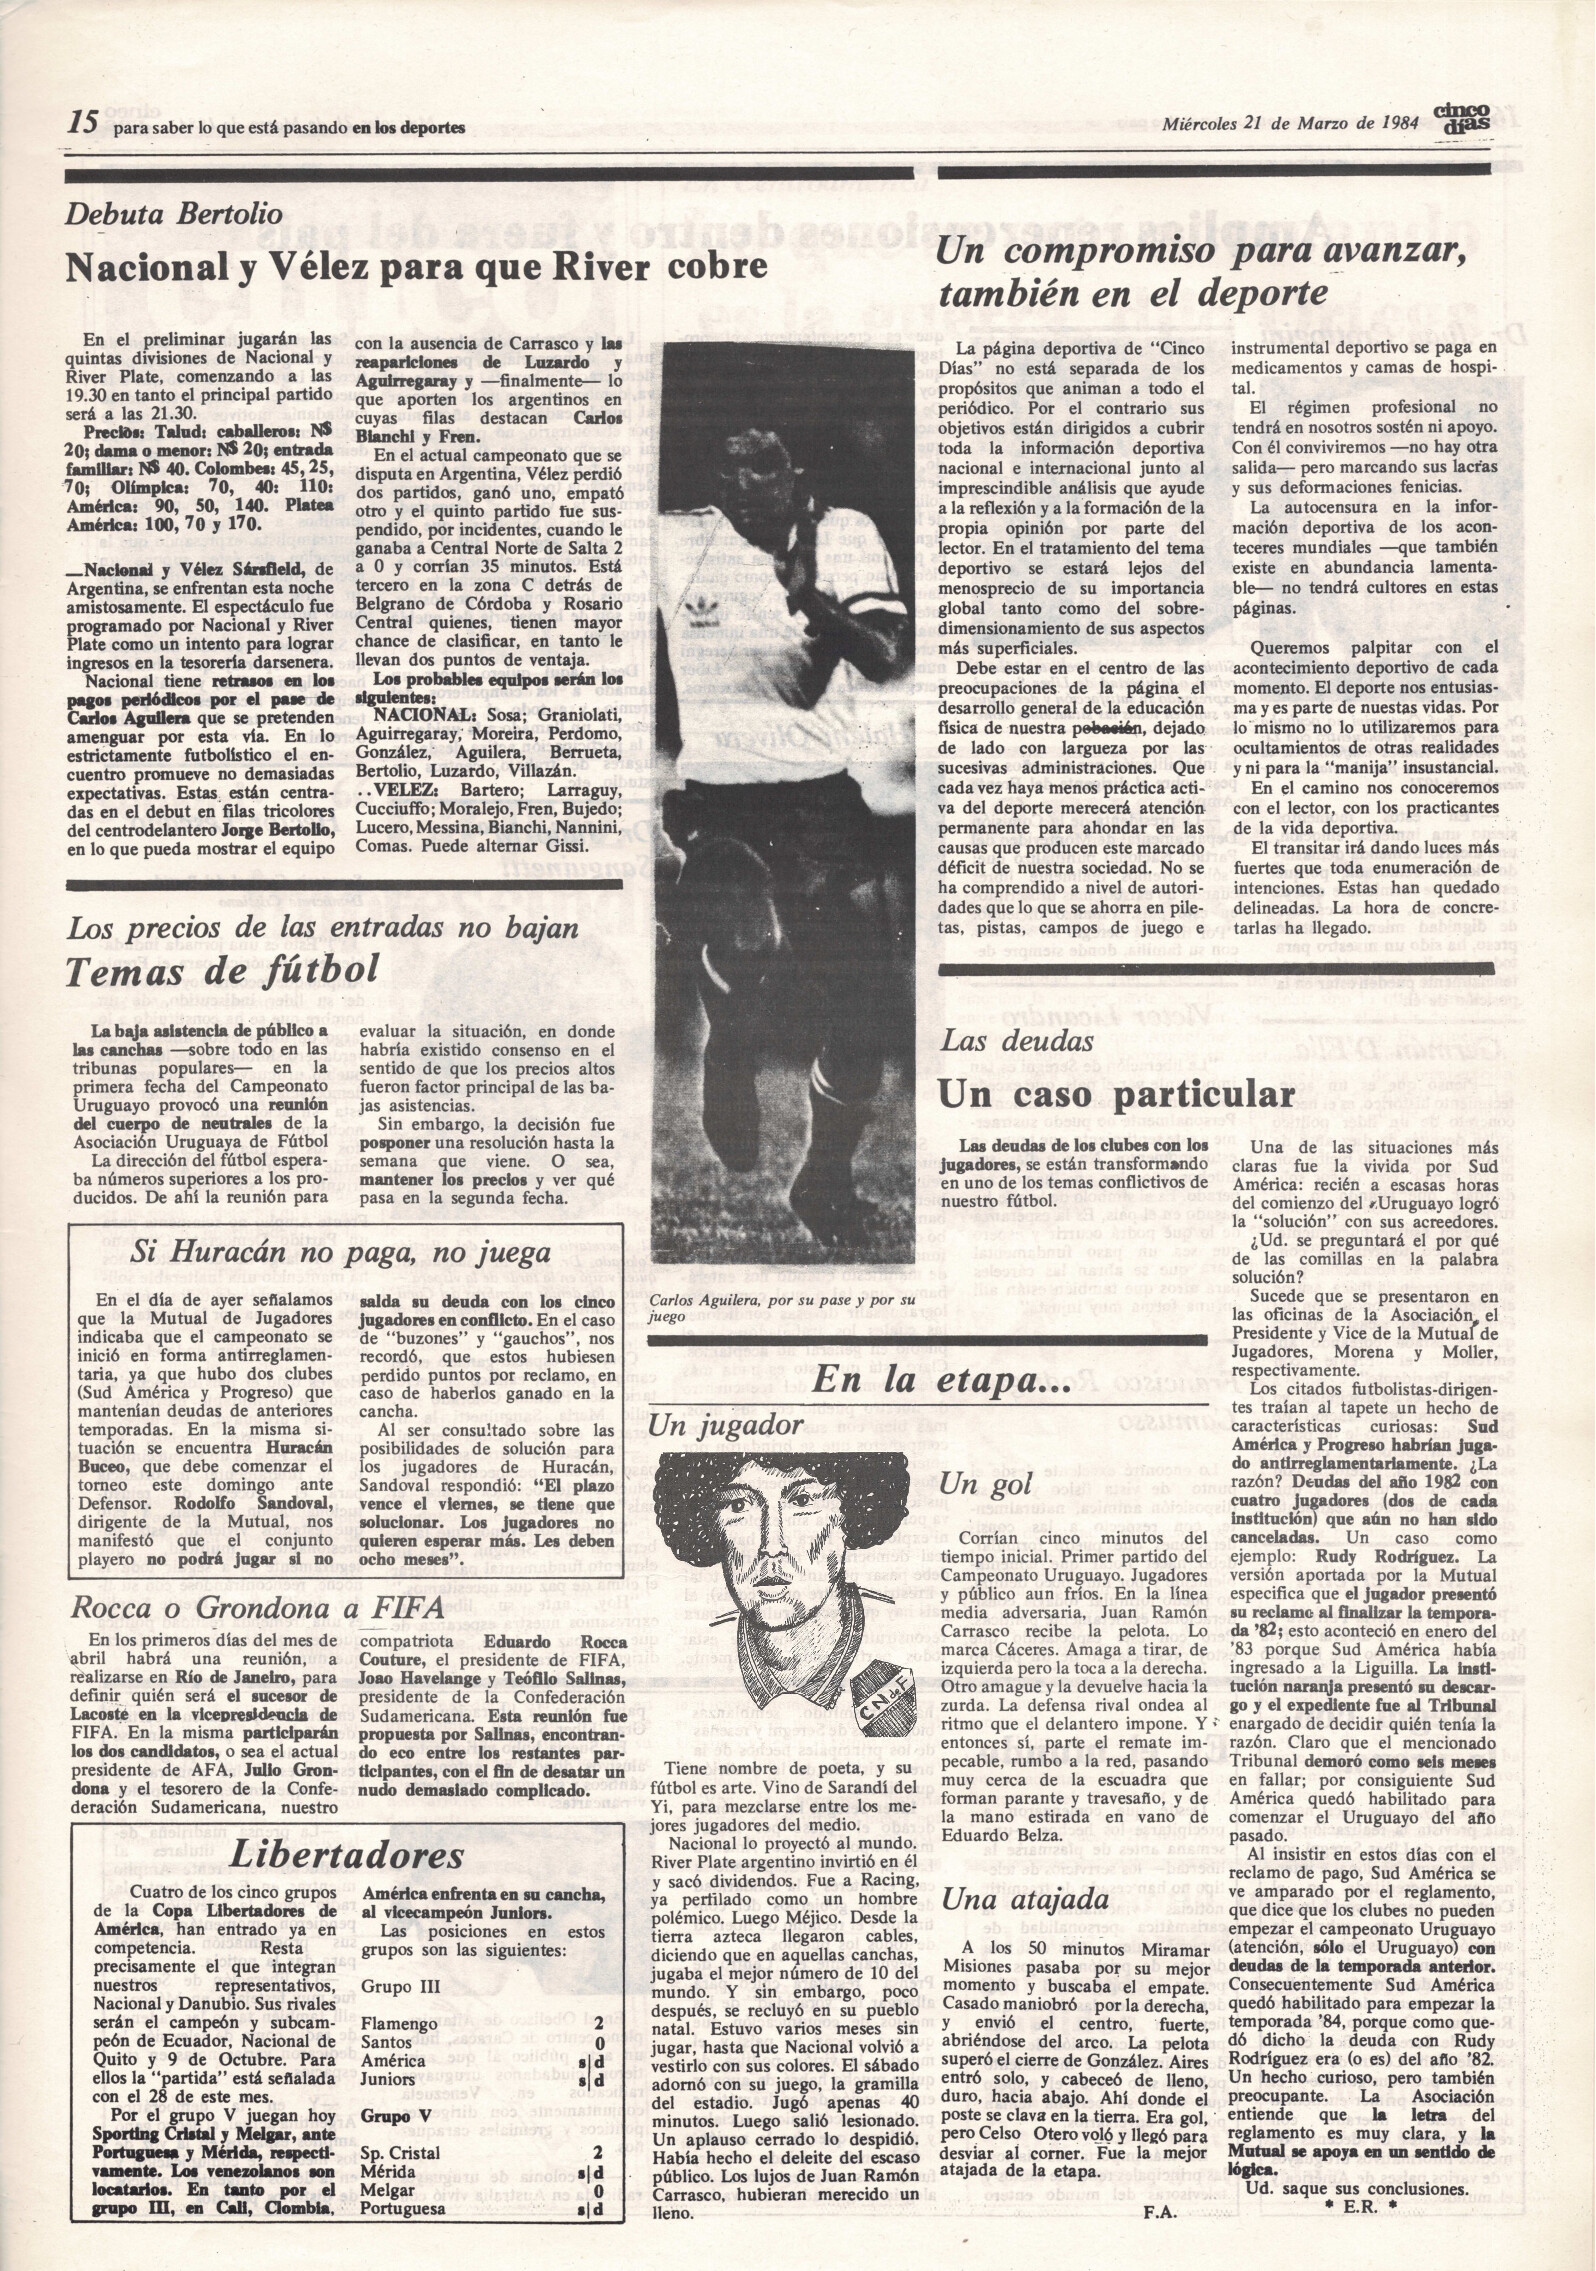 15 para saber lo que está pasando en los deportes
Miércoles 21 de Marzo de 1984
cinco
días
Debuta Bertolio
Nacional y Vélez para que River cobre
En el preliminar jugarán las
quintas divisiones de Nacional y
River Plate, comenzando a las
19.30 en tanto el principal partido
será a las 21.30.
Precios: Talud: caballeros: N$
20; dama o menor: N$ 20; entrada
familiar: N$ 40. Colombes: 45, 25,
70; Olímpica: 70, 40: 110:
América: 90, 50, 140. Platea
América: 100, 70 y 170.
—Nacional y Vélez Sársfield, de
Argentina, se enfrentan esta noche
amistosamente. El espectáculo fue
programado por Nacional y River
Plate como un intento para lograr
ingresos en la tesorería darsenera.
Nacional tiene retrasos en los
pagos periódicos por el pase de
Carlos Aguilera que se pretenden
amenguar por esta vía. En lo
estrictamente futbolístico el en-
cuentro promueve no demasiadas
expectativas. Estas están centra-
das en el debut en filas tricolores
del centrodelantero Jorge Bertolio,
en lo que pueda mostrar el equipo
con la ausencia de Carrasco y las
reapariciones de Luzardo y
Aguirregaray y —finalmente— lo
que aporten los argentinos en
cuyas filas destacan Carlos
Bianchi y Fren.
En el actual campeonato que se
disputa en Argentina, Vélez perdió
dos partidos, ganó uno, empató
otro y el quinto partido fue sus-
pendido, por incidentes, cuando le
ganaba a Central Norte de Salta 2
a 0 y corrían 35 minutos. Está
tercero en la zona C detrás de
Belgrano de Córdoba y Rosario
Central quienes, tienen mayor
chance de clasificar, en tanto le
llevan dos puntos de ventaja.
Los probables equipos serán los
siguientes:
NACIONAL: Sosa; Graniolati,
Aguirregaray, Moreira, Perdomo,
González, Aguilera, Berrueta,
Bertolio, Luzardo, Villazán.
..VELEZ: Bartero; Larraguy,
Cucciuffo; Moralejo, Fren, Bujedo;
Lucero, Messina, Bianchi, Nannini,
Comas. Puede alternar Gissi.
Los precios de las entradas no bajan
Temas de fútbol
La baja asistencia de público a
las canchas —sobre todo en las
tribunas populares— en la
primera fecha del Campeonato
Uruguayo provocó una reunión
del cuerpo de neutrales de la
Asociación Uruguaya de Fútbol
La dirección del fútbol espera-
ba números superiores a los pro-
ducidos. De ahí la reunión para
evaluar la situación, en donde
habría existido consenso en el
sentido de que los precios altos
fueron factor principal de las ba-
jas asistencias.
Sin embargo, la decisión fue
posponer una resolución hasta la
semana que viene. O sea,
mantener los precios y ver qué
pasa en la segunda fecha.
Si Huracán no paga, no juega
En el día de ayer señalamos
que la Mutual de Jugadores
indicaba que el campeonato se
inició en forma antirreglamen-
taria, ya que hubo dos clubes
(Sud América y Progreso) que
mantenían deudas de anteriores
temporadas. En la misma si-
tuación se encuentra Huracán
Buceo, que debe comenzar el
torneo este domingo ante
Defensor. Rodolfo Sandoval,
dirigente de la Mutual, nos
manifestó que el conjunto
playero no podrá jugar si no
salda su deuda con los cinco
jugadores en conflicto. En el caso
de "buzones" y "gauchos", nos
recordó, que estos hubiesen
perdido puntos por reclamo, en
caso de haberlos ganado en la
cancha.
Al ser consultado sobre las
posibilidades de solución para
los jugadores de Huracán,
Sandoval respondió: "El plazo
vence el viernes, se tiene que
solucionar. Los jugadores no
quieren esperar más. Les deben
ocho meses".
Rocca o Grondona a FIFA
En los primeros días del mes de
abril habrá una reunión, a
realizarse en Río de Janeiro, para
definir quién será el sucesor de
Lacoste en la vicepresidencia de
FIFA. En la misma participarán
los dos candidatos, o sea el actual
presidente de AFA, Julio Gron-
dona y el tesorero de la Confe-
deración Sudamericana, nuestro
compatriota Eduardo Rocca
Couture, el presidente de FIFA,
Joao Havelange y Teófilo Salinas,
presidente de la Confederación
Sudamericana. Esta reunión fue
propuesta por Salinas, encontran-
do eco entre los restantes par-
ticipantes, con el fin de desatar un
nudo demasiado complicado.
Libertadores
Cuatro de los cinco grupos
de la Copa Libertadores de
América, han entrado ya en
competencia. Resta
precisamente el que integran
nuestros representativos,
Nacional y Danubio. Sus rivales
serán el campeón y subcam-
peón de Ecuador, Nacional de
Quito y 9 de Octubre. Para
ellos la "partida" está señalada
con el 28 de este mes.
Por el grupo V juegan hoy
Sporting Cristal y Melgar, ante
Portuguesa y Mérida, respecti-
vamente. Los venezolanos son
locatarios. En tanto por el
grupo III, en Cali, Clombia,
América enfrenta en su cancha,
al vicecampeón Juniors.
Las posiciones en estos
grupos son las siguientes:
Grupo III
Flamengo 2
Santos 0
América s|d
Juniors s|d
Grupo V
Sp. Cristal 2
Mérida s|d
Melgar 0
Portuguesa s|d
Carlos Aguilera, por su pase y por su
juego
En la etapa...
Un jugador
C N de F
Tiene nombre de poeta, y su
fútbol es arte. Vino de Sarandí del
Yi, para mezclarse entre los me-
jores jugadores del medio.
Nacional lo proyectó al mundo.
River Plate argentino invirtió en él
y sacó dividendos. Fue a Racing,
ya perfilado como un hombre
polémico. Luego Méjico. Desde la
tierra azteca llegaron cables,
diciendo que en aquellas canchas,
jugaba el mejor número de 10 del
mundo. Y sin embargo, poco
después, se recluyó en su pueblo
natal. Estuvo varios meses sin
jugar, hasta que Nacional volvió a
vestirlo con sus colores. El sábado
adornó con su juego, la gramilla
del estadio. Jugó apenas 40
minutos. Luego salió lesionado.
Un aplauso cerrado lo despidió.
Había hecho el deleite del escaso
público. Los lujos de Juan Ramón
Carrasco, hubieran merecido un
lleno.
Un gol
Corrían cinco minutos del
tiempo inicial. Primer partido del
Campeonato Uruguayo. Jugadores
y público aun fríos. En la línea
media adversaria, Juan Ramón
Carrasco recibe la pelota. Lo
marca Cáceres. Amaga a tirar, de
izquierda pero la toca a la derecha.
Otro amague y la devuelve hacia la
zurda. La defensa rival ondea al
ritmo que el delantero impone. Y
entonces sí, parte el remate im-
pecable, rumbo a la red, pasando
muy cerca de la escuadra que
forman parante y travesaño, y de
la mano estirada en vano de
Eduardo Belza.
Una atajada
A los 50 minutos Miramar
Misiones pasaba por su mejor
momento y buscaba el empate.
Casado maniobró por la derecha,
y envió el centro, fuerte,
abriéndose del arco. La pelota
superó el cierre de González. Aires
entró solo, y cabeceó de lleno,
duro, hacia abajo. Ahí donde el
poste se clava en la tierra. Era gol,
pero Celso Otero voló y llegó para
desviar al corner. Fue la mejor
atajada de la etapa.
F.A.
Un compromiso para avanzar,
también en el deporte
La página deportiva de "Cinco
Días" no está separada de los
propósitos que animan a todo el
periódico. Por el contrario sus
objetivos están dirigidos a cubrir
toda la información deportiva
nacional e internacional junto al
imprescindible análisis que ayude
a la reflexión y a la formación de la
propia opinión por parte del
lector. En el tratamiento del tema
deportivo se estará lejos del
menosprecio de su importancia
global tanto como del sobre-
dimensionamiento de sus aspectos
más superficiales.
Debe estar en el centro de las
preocupaciones de la página el
desarrollo general de la educación
física de nuestra pobación, dejado
de lado con largueza por las
sucesivas administraciones. Que
cada vez haya menos práctica acti-
va del deporte merecerá atención
permanente para ahondar en las
causas que producen este marcado
déficit de nuestra sociedad. No se
ha comprendido a nivel de autori-
dades que lo que se ahorra en pile-
tas, pistas, campos de juego e
instrumental deportivo se paga en
medicamentos y camas de hospi-
tal.
El régimen profesional no
tendrá en nosotros sostén ni apoyo.
Con él conviviremos —no hay otra
salida— pero marcando sus lacras
y sus deformaciones fenicias.
La autocensura en la infor-
mación deportiva de los acon-
teceres mundiales —que también
existe en abundancia lamenta-
ble— no tendrá cultores en estas
páginas.
Queremos palpitar con el
acontecimiento deportivo de cada
momento. El deporte nos entusias-
ma y es parte de nuestas vidas. Por
lo mismo no lo utilizaremos para
ocultamientos de otras realidades
y ni para la "manija" insustancial.
En el camino nos conoceremos
con el lector, con los practicantes
de la vida deportiva.
El transitar irá dando luces más
fuertes que toda enumeración de
intenciones. Estas han quedado
delineadas. La hora de concre-
tarlas ha llegado.
Las deudas
Un caso particular
Las deudas de los clubes con los
jugadores, se están transformando
en uno de los temas conflictivos de
nuestro fútbol.
Una de las situaciones más
claras fue la vivida por Sud
América: recién a escasas horas
del comienzo del Uruguayo logró
la "solución" con sus acreedores.
¿Ud. se preguntará el por qué
de las comillas en la palabra
solución?
Sucede que se presentaron en
las oficinas de la Asociación, el
Presidente y Vice de la Mutual de
Jugadores, Morena y Moller,
respectivamente.
Los citados futbolistas-dirigen-
tes traían al tapete un hecho de
características curiosas: Sud
América y Progreso habrían juga-
do antirreglamentariamente. ¿La
razón? Deudas del año 1982 con
cuatro jugadores (dos de cada
institución) que aún no han sido
canceladas. Un caso como
ejemplo: Rudy Rodríguez. La
versión aportada por la Mutual
especifica que el jugador presentó
su reclamo al finalizar la tempora-
da '82; esto aconteció en enero del
'83 porque Sud América había
ingresado a la Liguilla. La insti-
tución naranja presentó su descar-
go y el expediente fue al Tribunal
enargado de decidir quién tenía la
razón. Claro que el mencionado
Tribunal demoró como seis meses
en fallar; por consiguiente Sud
América quedó habilitado para
comenzar el Uruguayo del año
pasado.
Al insistir en estos días con el
reclamo de pago, Sud América se
ve amparado por el reglamento,
que dice que los clubes no pueden
empezar el campeonato Uruguayo
(atención, sólo el Uruguayo) con
deudas de la temporada anterior.
Consecuentemente Sud América
quedó habilitado para empezar la
temporada '84, porque como que-
dó dicho la deuda con Rudy
Rodríguez era (o es) del año '82.
Un hecho curioso, pero también
preocupante. La Asociación
entiende que la letra del
reglamento es muy clara, y la
Mutual se apoya en un sentido de
lógica.
Ud. saque sus conclusiones.
* E.R. *